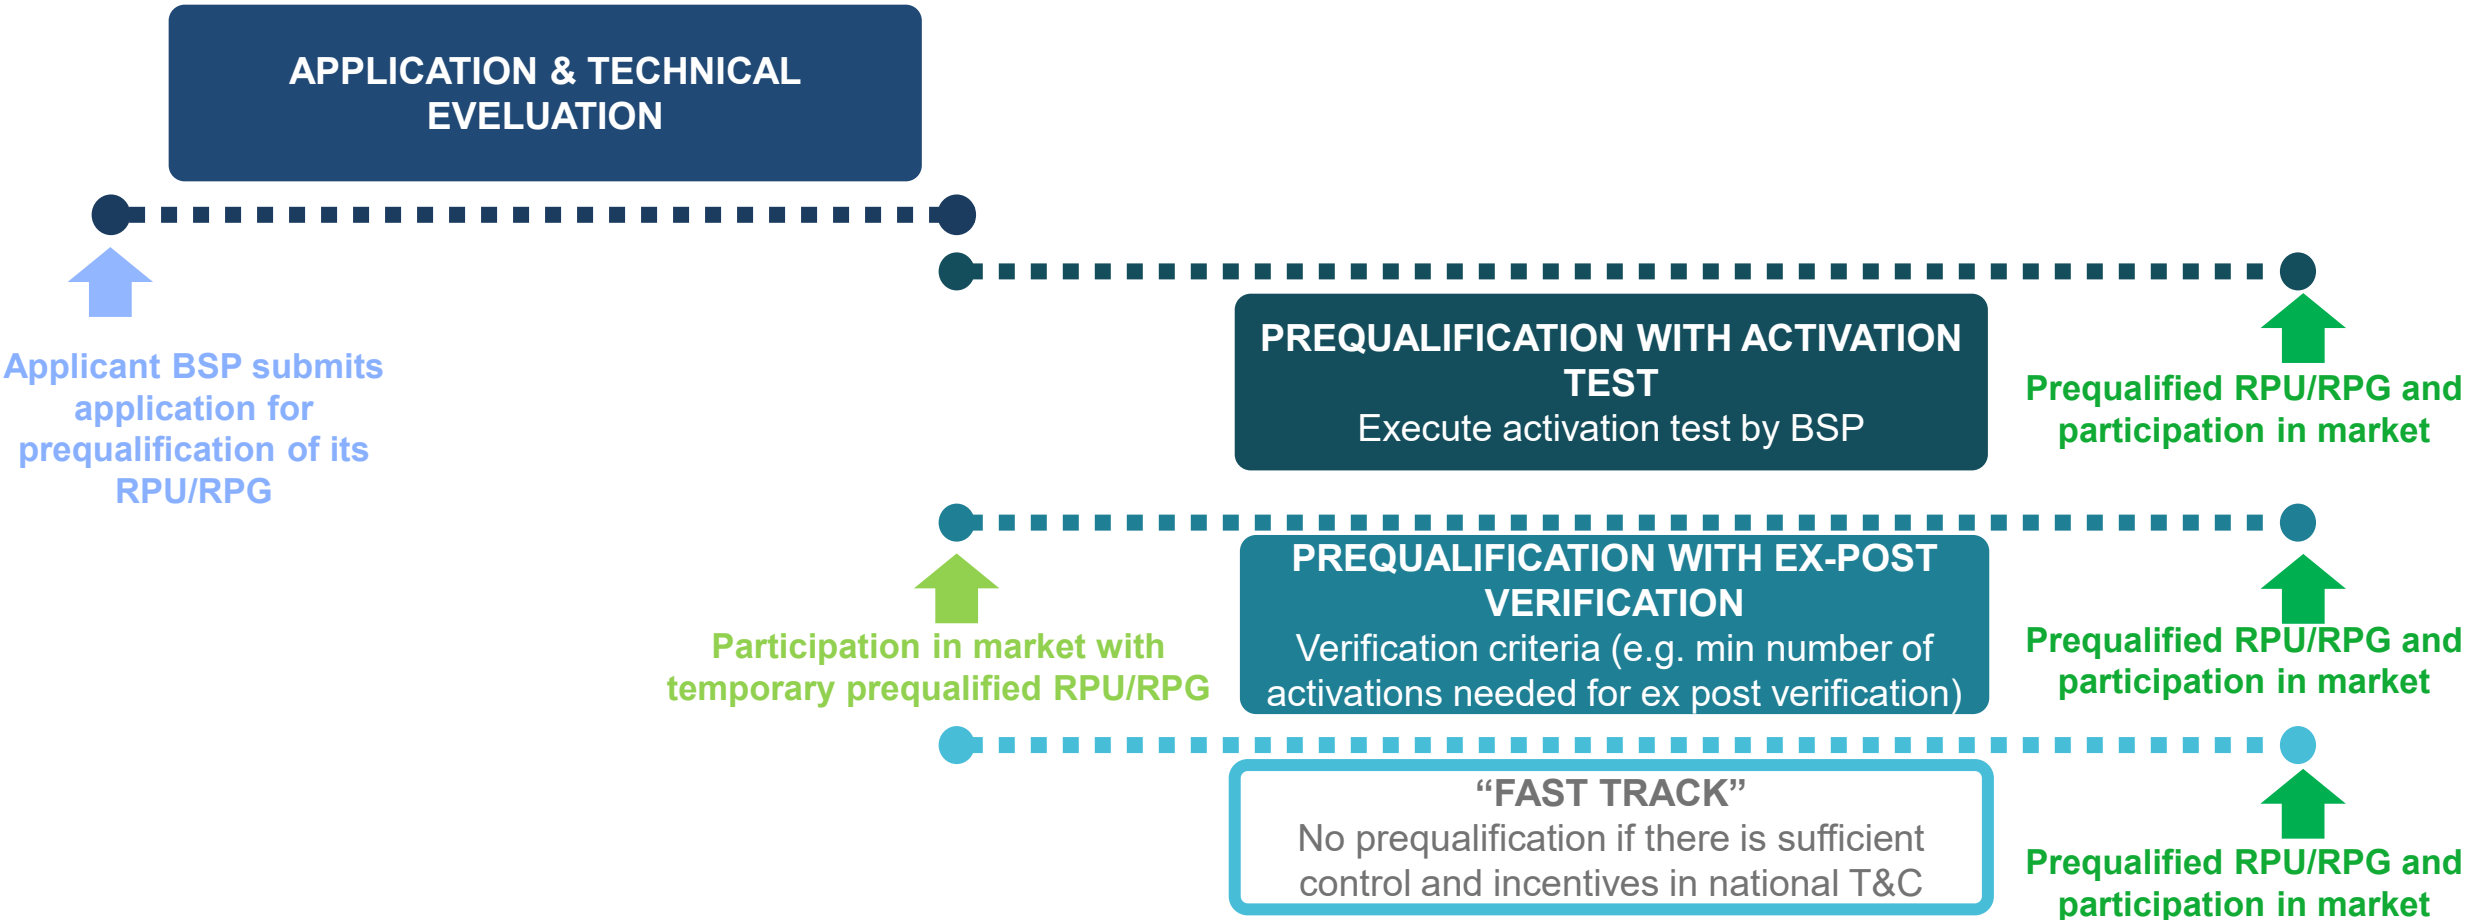 APPLICATION & TECHNICAL
EVELUATION
Applicant BSP submits
application for
prequalification of its
RPU/RPG
PREQUALIFICATION WITH ACTIVATION
TEST
Execute activation test by BSP
Prequalified RPU/RPG and
participation in market
Participation in market with
temporary prequalified RPU/RPG
PREQUALIFICATION WITH EX-POST
VERIFICATION
Verification criteria (e.g. min number of
activations needed for ex post verification)
Prequalified RPU/RPG and
participation in market
“FAST TRACK”
No prequalification if there is sufficient
control and incentives in national T&C
Prequalified RPU/RPG and
participation in market